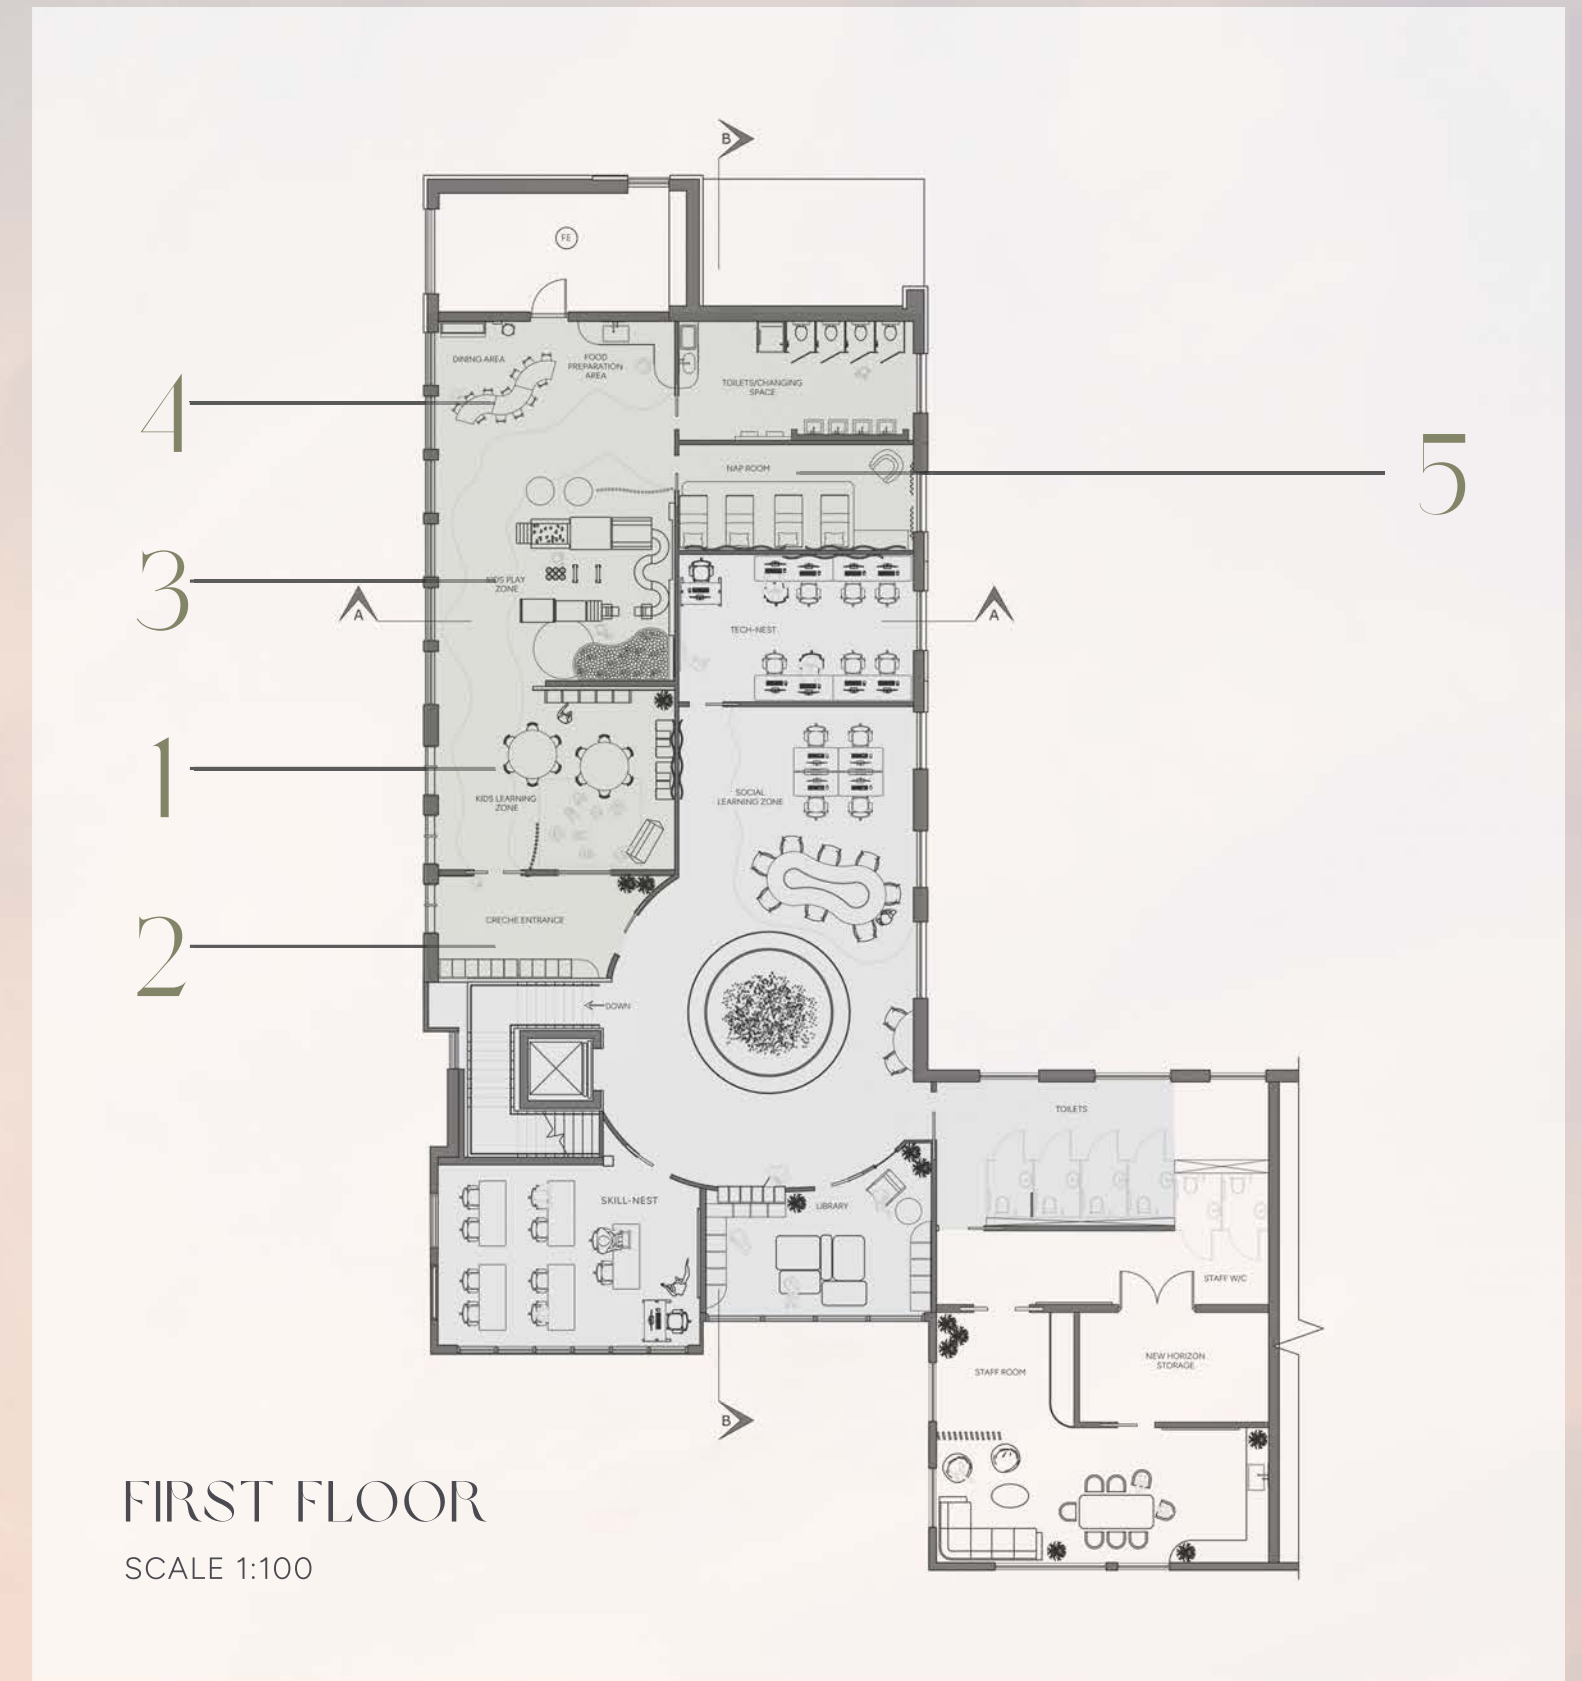 B
FE
DINING AREA
FOOD
PREPARATION
AREA
TOILETS/CHANGING
SPACE
4
NAP ROOM
5
3
KIDS PLAY
ZONE
A
A
TECH-NEST
1
KIDS LEARNING
ZONE
SOCIAL
LEARNING ZONE
2
CRECHE ENTRANCE
DOWN
TOILETS
SKILL-NEST
LIBRARY
STAFF W/C
NEW HORIZON
STORAGE
STAFF ROOM
B
FIRST FLOOR
SCALE 1:100